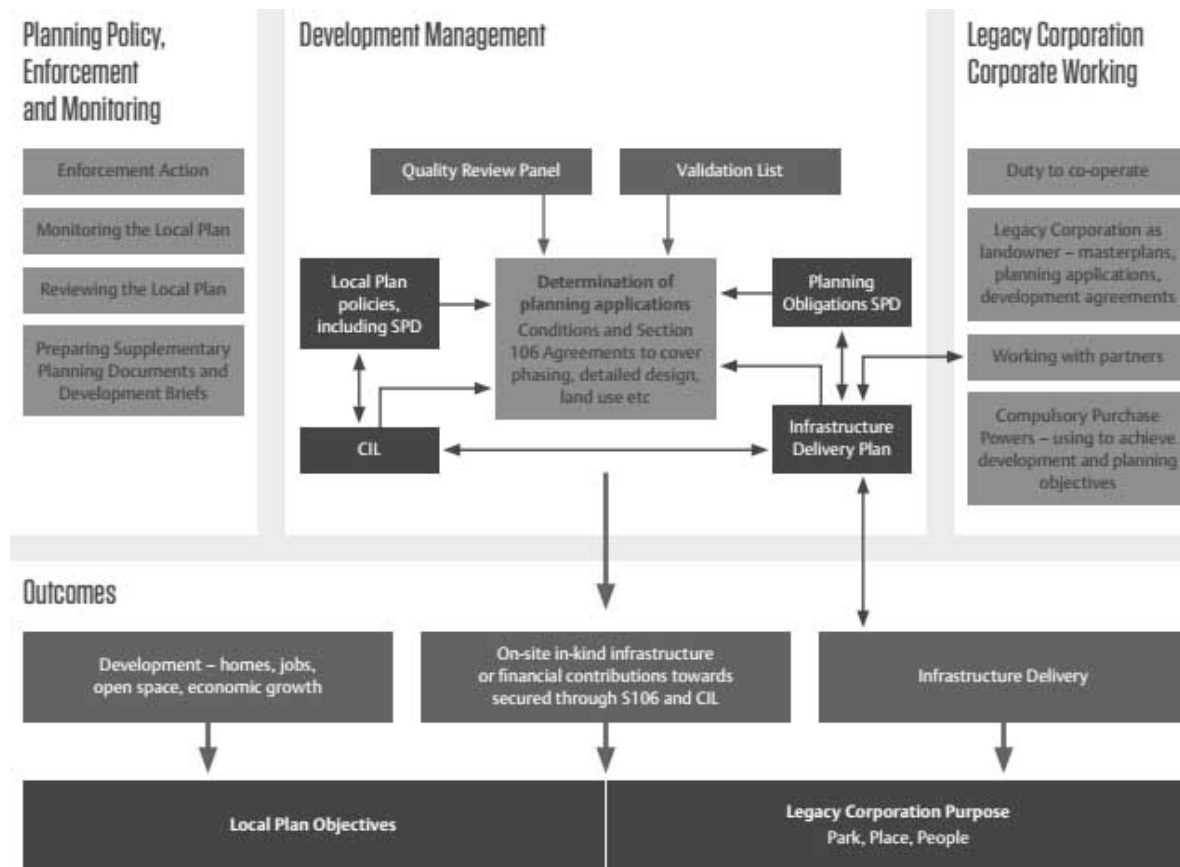 Planning Policy,
Enforcement
and Monitoring
Enforcement Action
Monitoring the Local Plan
Reviewing the Local Plan
Preparing Supplementary
Planning Documents and
Development Briefs
Development Management
Quality Review Panel
Validation List
Local Plan
policies,
including SPD
Determination of
planning applications
Conditions and Section
106 Agreements to cover
phasing, detailed design,
land use etc
Planning
Obligations SPD
CIL
Infrastructure
Delivery Plan
Legacy Corporation
Corporate Working
Duty to co-operate
Legacy Corporation as
landowner – masterplans,
planning applications,
development agreements
Working with partners
Compulsory Purchase
Powers – using to achieve
development and planning
objectives
Outcomes
Development – homes, jobs,
open space, economic growth
On-site in-kind infrastructure
or financial contributions towards
secured through S106 and CIL
Infrastructure Delivery
Local Plan Objectives
Legacy Corporation Purpose
Park, Place, People